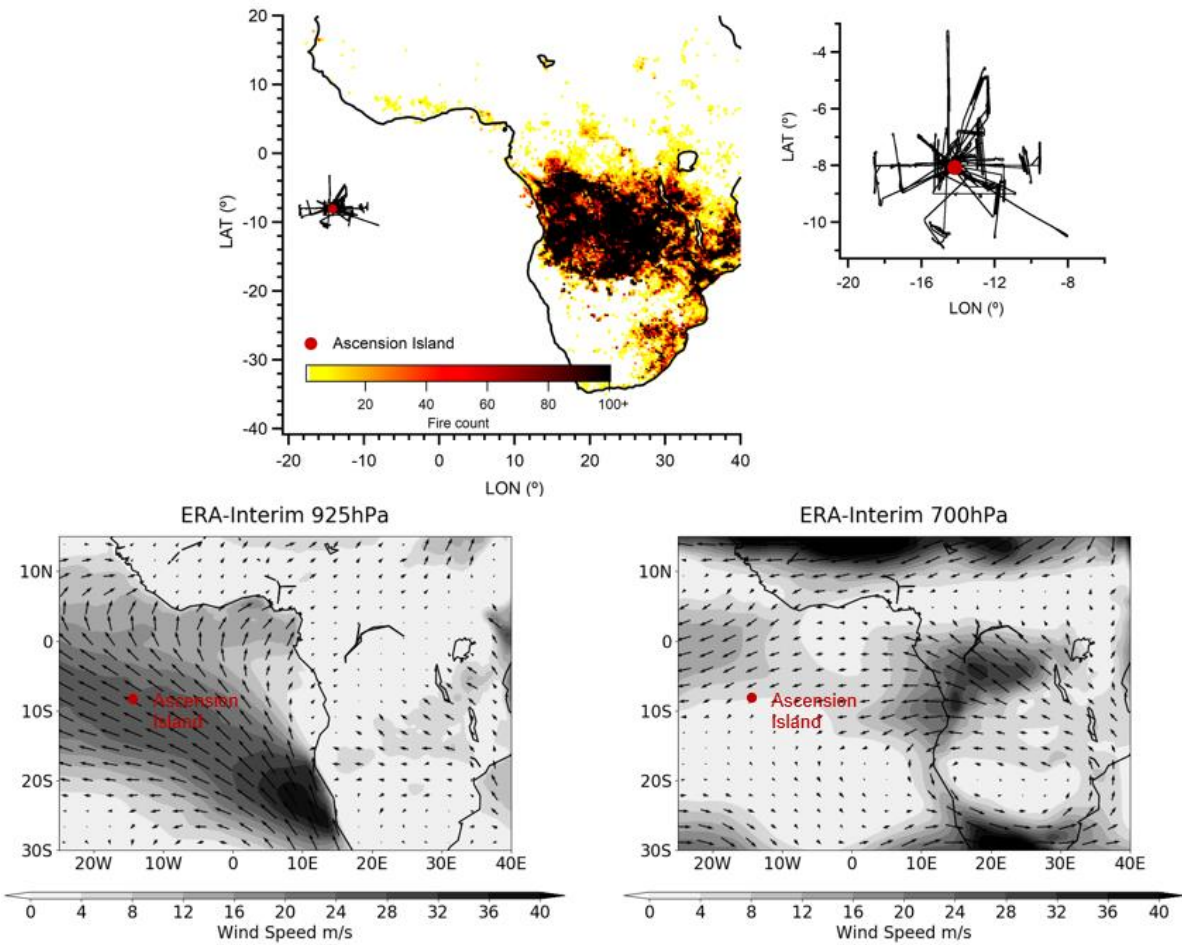 20
10
0
-10
-20
-30
-40
LAT (º)
Ascension Island
20 40 60 80 100+
Fire count
-20 -10 0 10 20 30 40
LON (º)
-4
-6
-8
-10
LAT (º)
-20 -16 -12 -8
LON (º)
ERA-Interim 925hPa
10N
0
10S
20S
30S
Ascension
Island
20W 10W 0 10E 20E 30E 40E
0 4 8 12 16 20 24 28 32 36 40
Wind Speed m/s
ERA-Interim 700hPa
10N
0
10S
20S
30S
Ascension
Island
20W 10W 0 10E 20E 30E 40E
0 4 8 12 16 20 24 28 32 36 40
Wind Speed m/s